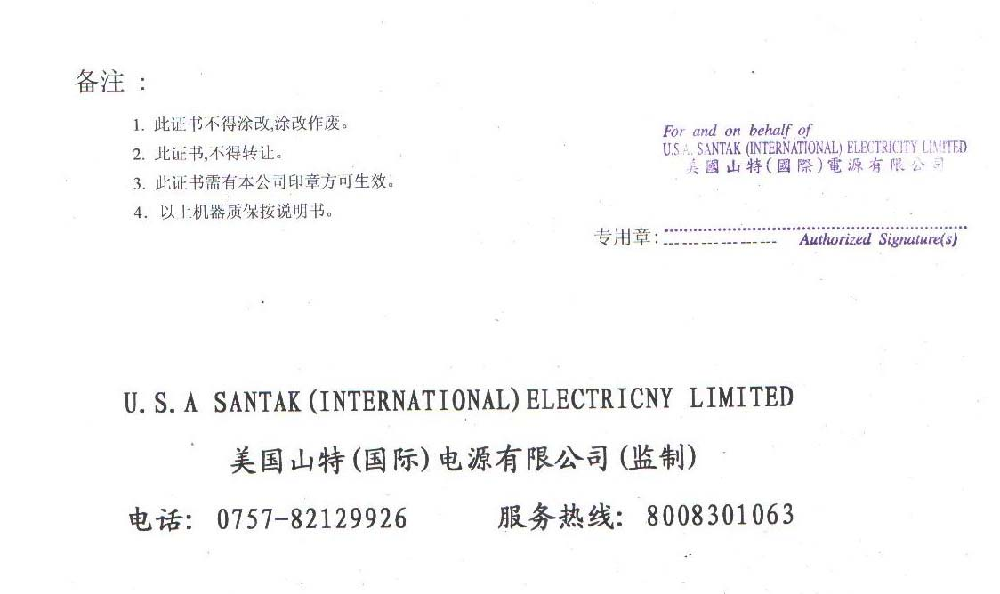 备注 :
1. 此证书不得涂改,涂改作废。
2. 此证书,不得转让。
3. 此证书需有本公司印章方可生效。
4. 以上机器质保按说明书。
For and on behalf of
U.S.A. SANTAK (INTERNATIONAL) ELECTRICITY LIMITED
美國山特(國際)電源有限公司
专用章:
Authorized Signature(s)
U.S.A SANTAK(INTERNATIONAL)ELECTRICNY LIMITED
美国山特(国际)电源有限公司(监制)
电话: 0757-82129926 服务热线: 8008301063